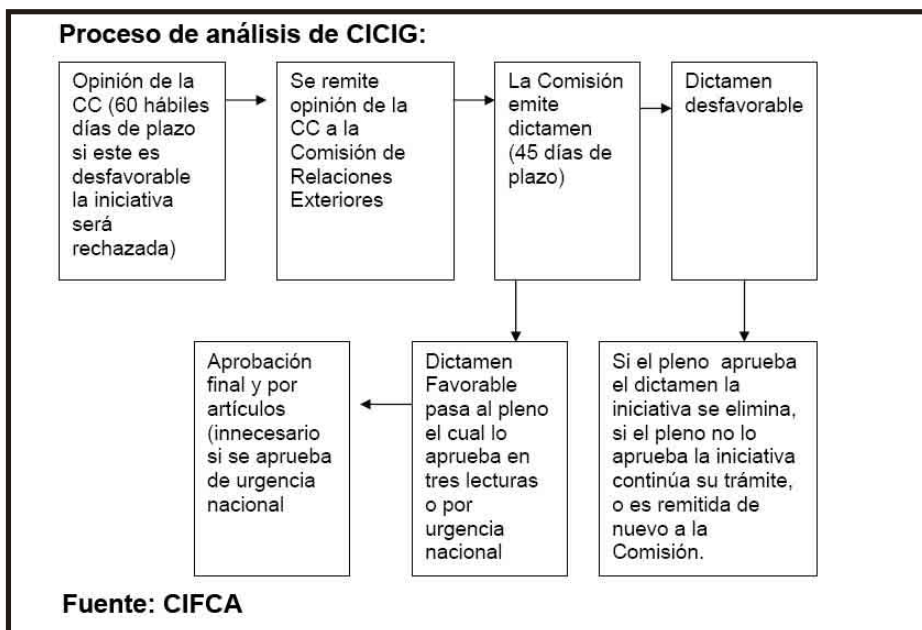 Proceso de análisis de CICIG:
Opinión de la
CC (60 hábiles
días de plazo
si este es
desfavorable
la iniciativa
será
rechazada)
Se remite
opinión de la
CC a la
Comisión de
Relaciones
Exteriores
La Comisión
emite
dictamen
(45 días de
plazo)
Dictamen
desfavorable
Aprobación
final y por
artículos
(innecesario
si se aprueba
de urgencia
nacional
Dictamen
Favorable
pasa al pleno
el cual lo
aprueba en
tres lecturas
o por
urgencia
nacional
Si el pleno aprueba
el dictamen la
iniciativa se elimina,
si el pleno no lo
aprueba la iniciativa
continúa su trámite,
o es remitida de
nuevo a la
Comisión.
Fuente: CIFCA